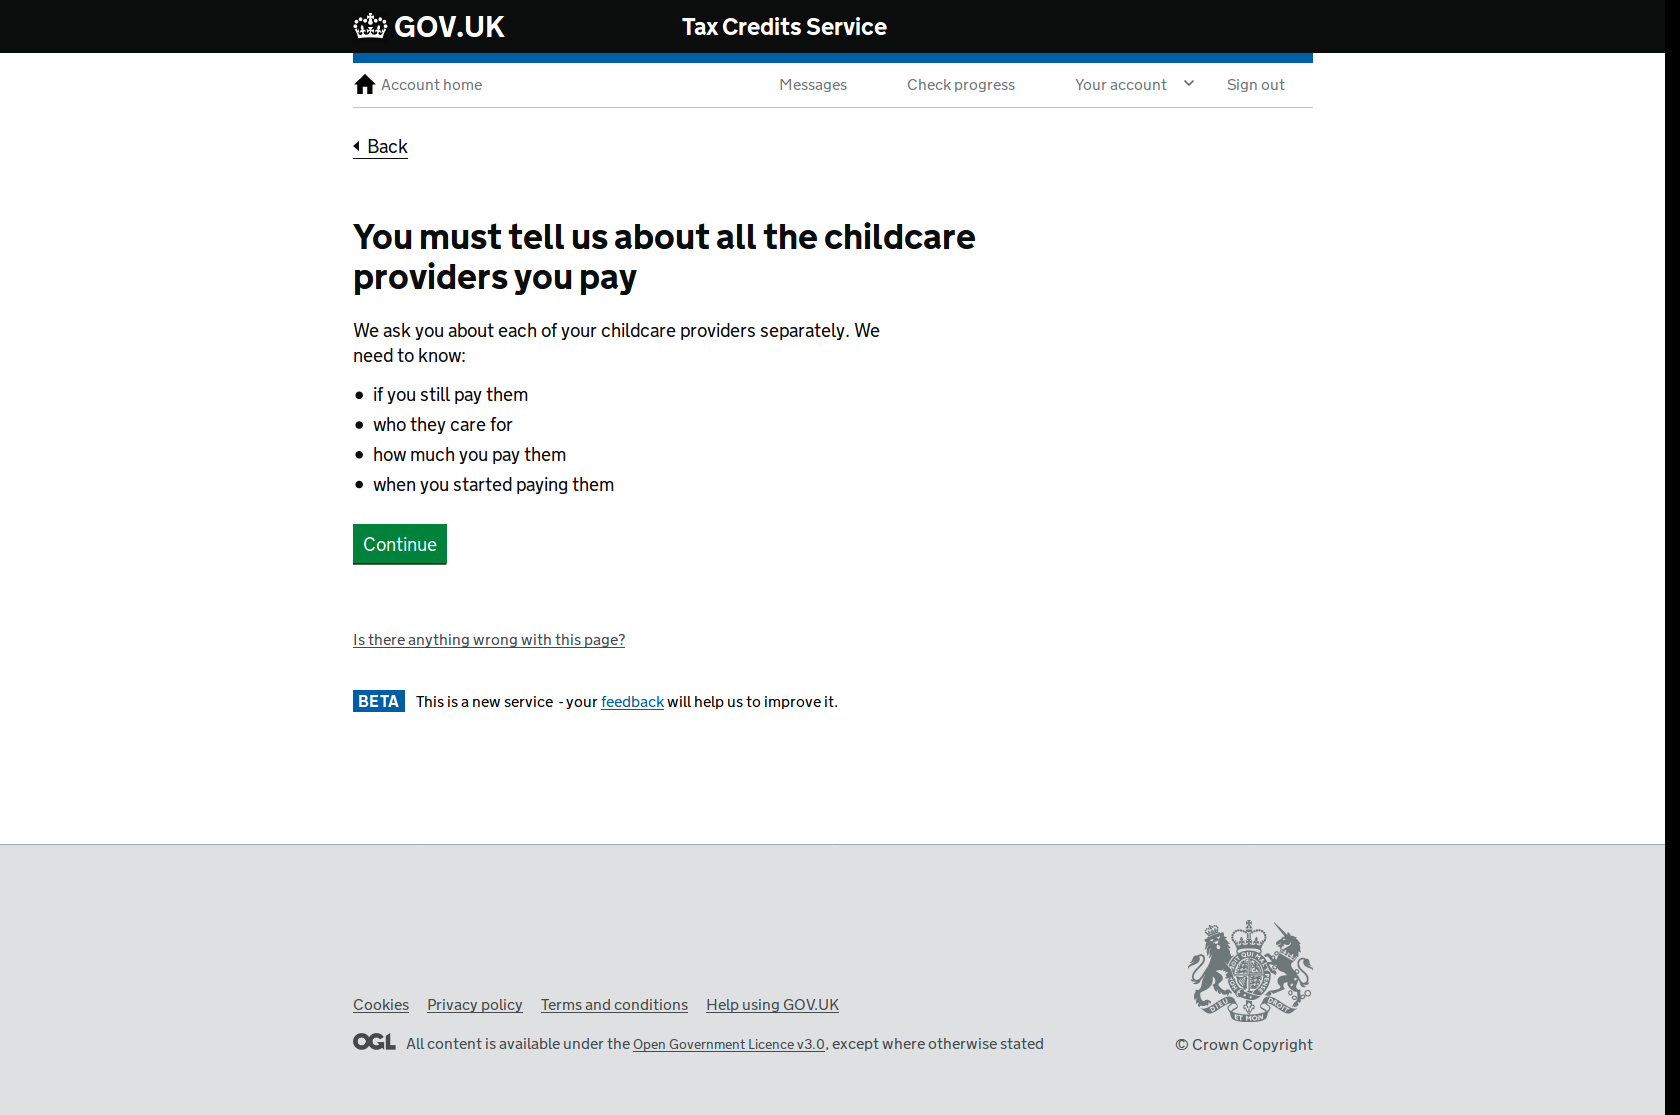 GOV.UK
Tax Credits Service
Account home
Messages
Check progress
Your account
Sign out
Back
You must tell us about all the childcare
providers you pay
We ask you about each of your childcare providers separately. We
need to know:
• if you still pay them
• who they care for
• how much you pay them
• when you started paying them
Continue
Is there anything wrong with this page?
BETA This is a new service - your feedback will help us to improve it.
Cookies Privacy policy Terms and conditions Help using GOV.UK
OGL All content is available under the Open Government Licence v3.0, except where otherwise stated
DIEU ET MON DROIT
© Crown Copyright